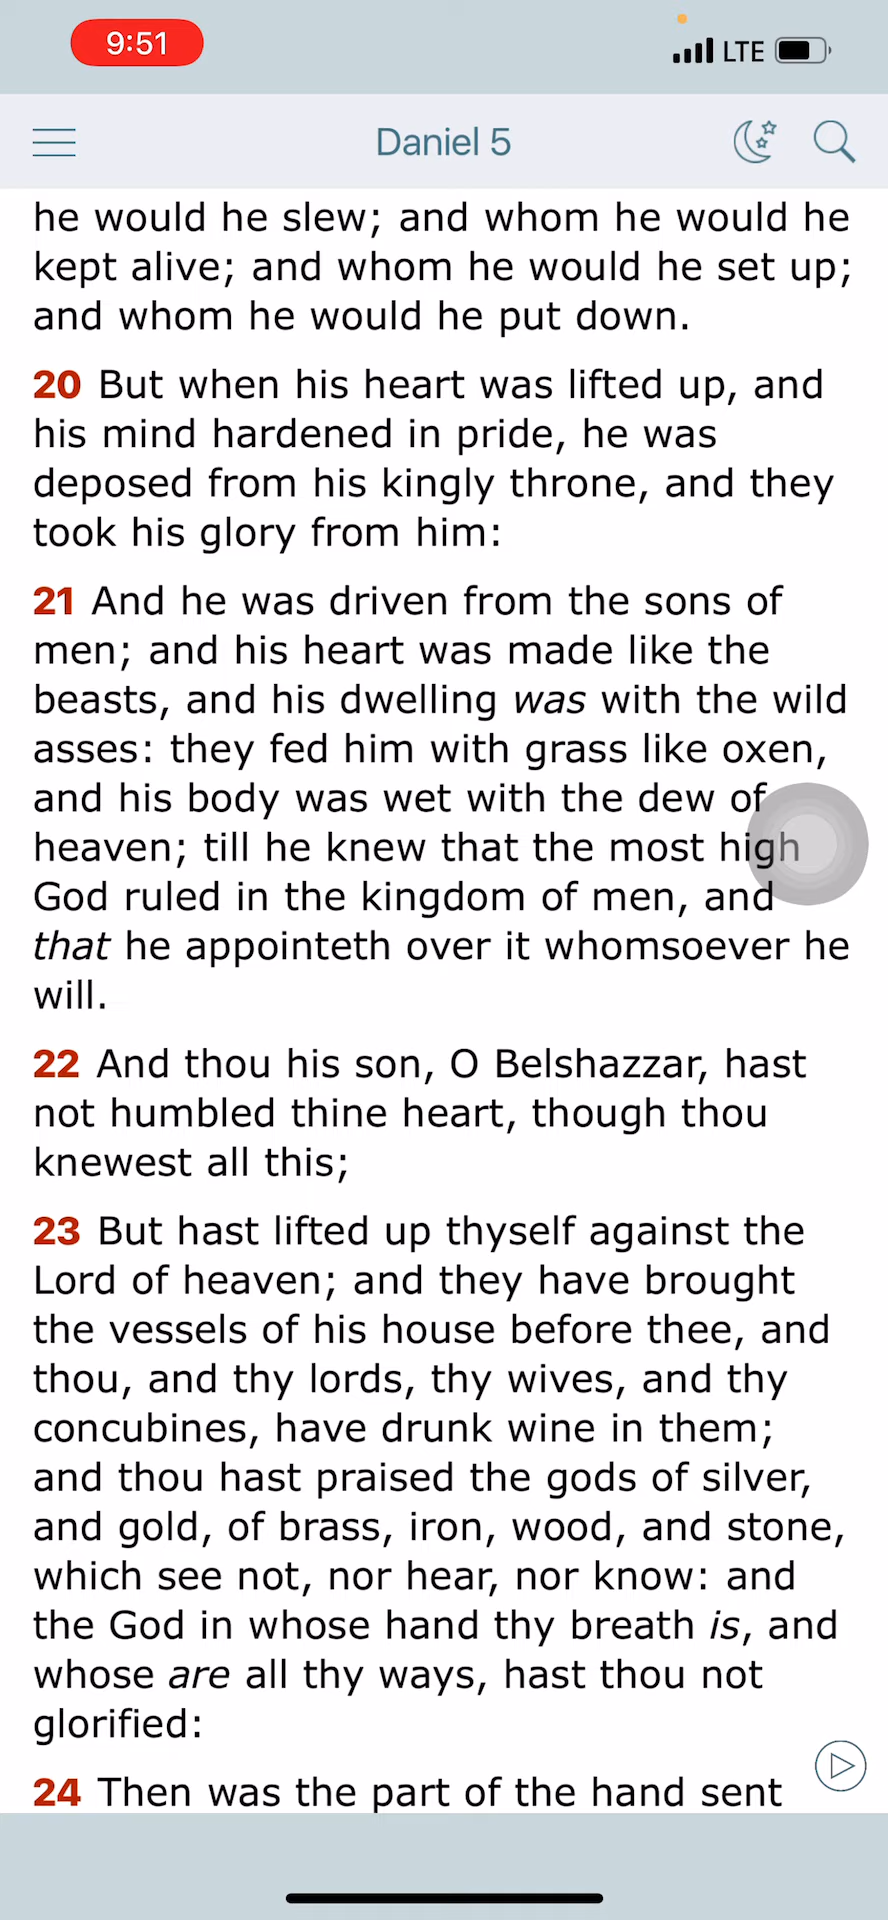 9:51
LTE
Daniel 5
he would he slew; and whom he would he
kept alive; and whom he would he set up;
and whom he would he put down.
20 But when his heart was lifted up, and
his mind hardened in pride, he was
deposed from his kingly throne, and they
took his glory from him:
21 And he was driven from the sons of
men; and his heart was made like the
beasts, and his dwelling was with the wild
asses: they fed him with grass like oxen,
and his body was wet with the dew of
heaven; till he knew that the most high
God ruled in the kingdom of men, and
that he appointeth over it whomsoever he
will.
22 And thou his son, O Belshazzar, hast
not humbled thine heart, though thou
knewest all this;
23 But hast lifted up thyself against the
Lord of heaven; and they have brought
the vessels of his house before thee, and
thou, and thy lords, thy wives, and thy
concubines, have drunk wine in them;
and thou hast praised the gods of silver,
and gold, of brass, iron, wood, and stone,
which see not, nor hear, nor know: and
the God in whose hand thy breath is, and
whose are all thy ways, hast thou not
glorified:
24 Then was the part of the hand sent